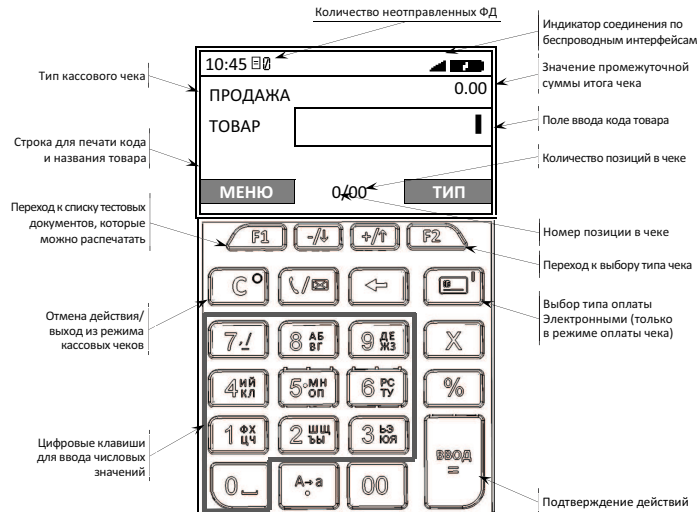 Количество неотправленных ФД
Индикатор соединения по
беспроводным интерфейсам
Тип кассового чека
Значение промежуточной
суммы итога чека
Поле ввода кода товара
Строка для печати кода
и названия товара
Количество позиций в чеке
Переход к списку тестовых
документов, которые
можно распечатать
Номер позиции в чеке
Переход к выбору типа чека
Отмена действия/
выход из режима
кассовых чеков
Выбор типа оплаты
Электронными (только
в режиме оплаты чека)
Цифровые клавиши
для ввода числовых
значений
Подтверждение действий
10:45
ПРОДАЖА
0.00
ТОВАР
МЕНЮ
0/00
ТИП
F1
-/↓
+/↑
F2
C
7./
8 АБ
ВГ
9 ДЕ
ЖЗ
X
4 ИЙ
КЛ
5 МН
ОП
6 РС
ТУ
%
1 ФХ
ЦЧ
2 ШЩ
ЪЫ
3 ЬЭ
ЮЯ
ВВОД
=
0
А→а
.
00